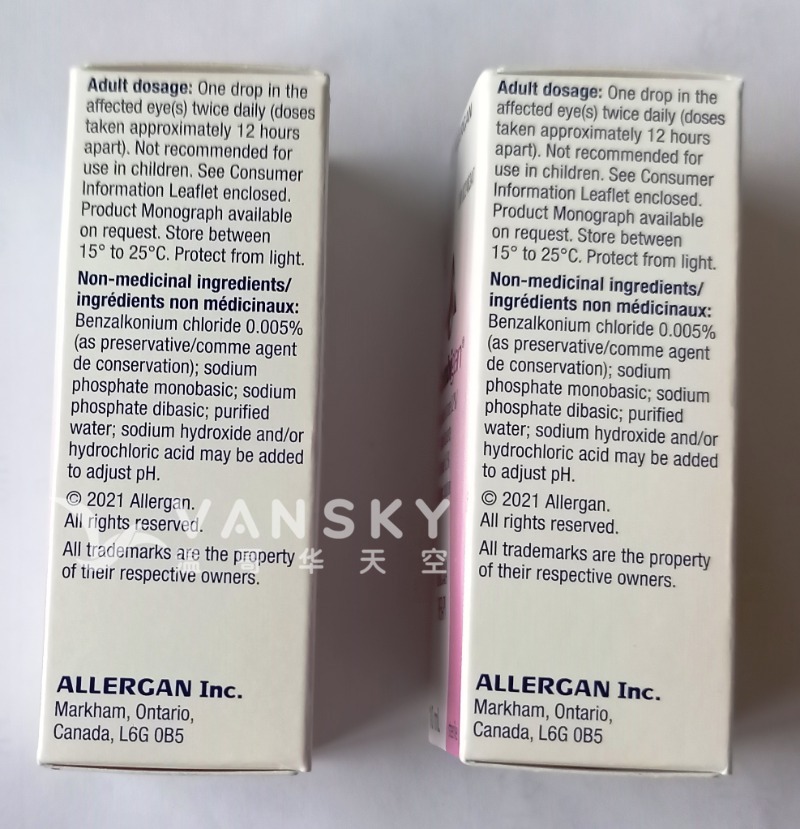 Adult dosage: One drop in the
affected eye(s) twice daily (doses
taken approximately 12 hours
apart). Not recommended for
use in children. See Consumer
Information Leaflet enclosed.
Product Monograph available
on request. Store between
15° to 25°C. Protect from light.
Non-medicinal ingredients/
ingrédients non médicinaux:
Benzalkonium chloride 0.005%
(as preservative/comme agent
de conservation); sodium
phosphate monobasic; sodium
phosphate dibasic; purified
water; sodium hydroxide and/or
hydrochloric acid may be added
to adjust pH.
© 2021 Allergan.
All rights reserved.
All trademarks are the property
of their respective owners.
ALLERGAN Inc.
Markham, Ontario,
Canada, L6G 0B5
Adult dosage: One drop in the
affected eye(s) twice daily (doses
taken approximately 12 hours
apart). Not recommended for
use in children. See Consumer
Information Leaflet enclosed.
Product Monograph available
on request. Store between
15° to 25°C. Protect from light.
Non-medicinal ingredients/
ingrédients non médicinaux:
Benzalkonium chloride 0.005%
(as preservative/comme agent
de conservation); sodium
phosphate monobasic; sodium
phosphate dibasic; purified
water; sodium hydroxide and/or
hydrochloric acid may be added
to adjust pH.
© 2021 Allergan.
All rights reserved.
All trademarks are the property
of their respective owners.
ALLERGAN Inc.
Markham, Ontario,
Canada, L6G 0B5
VANSKY
温哥华天空